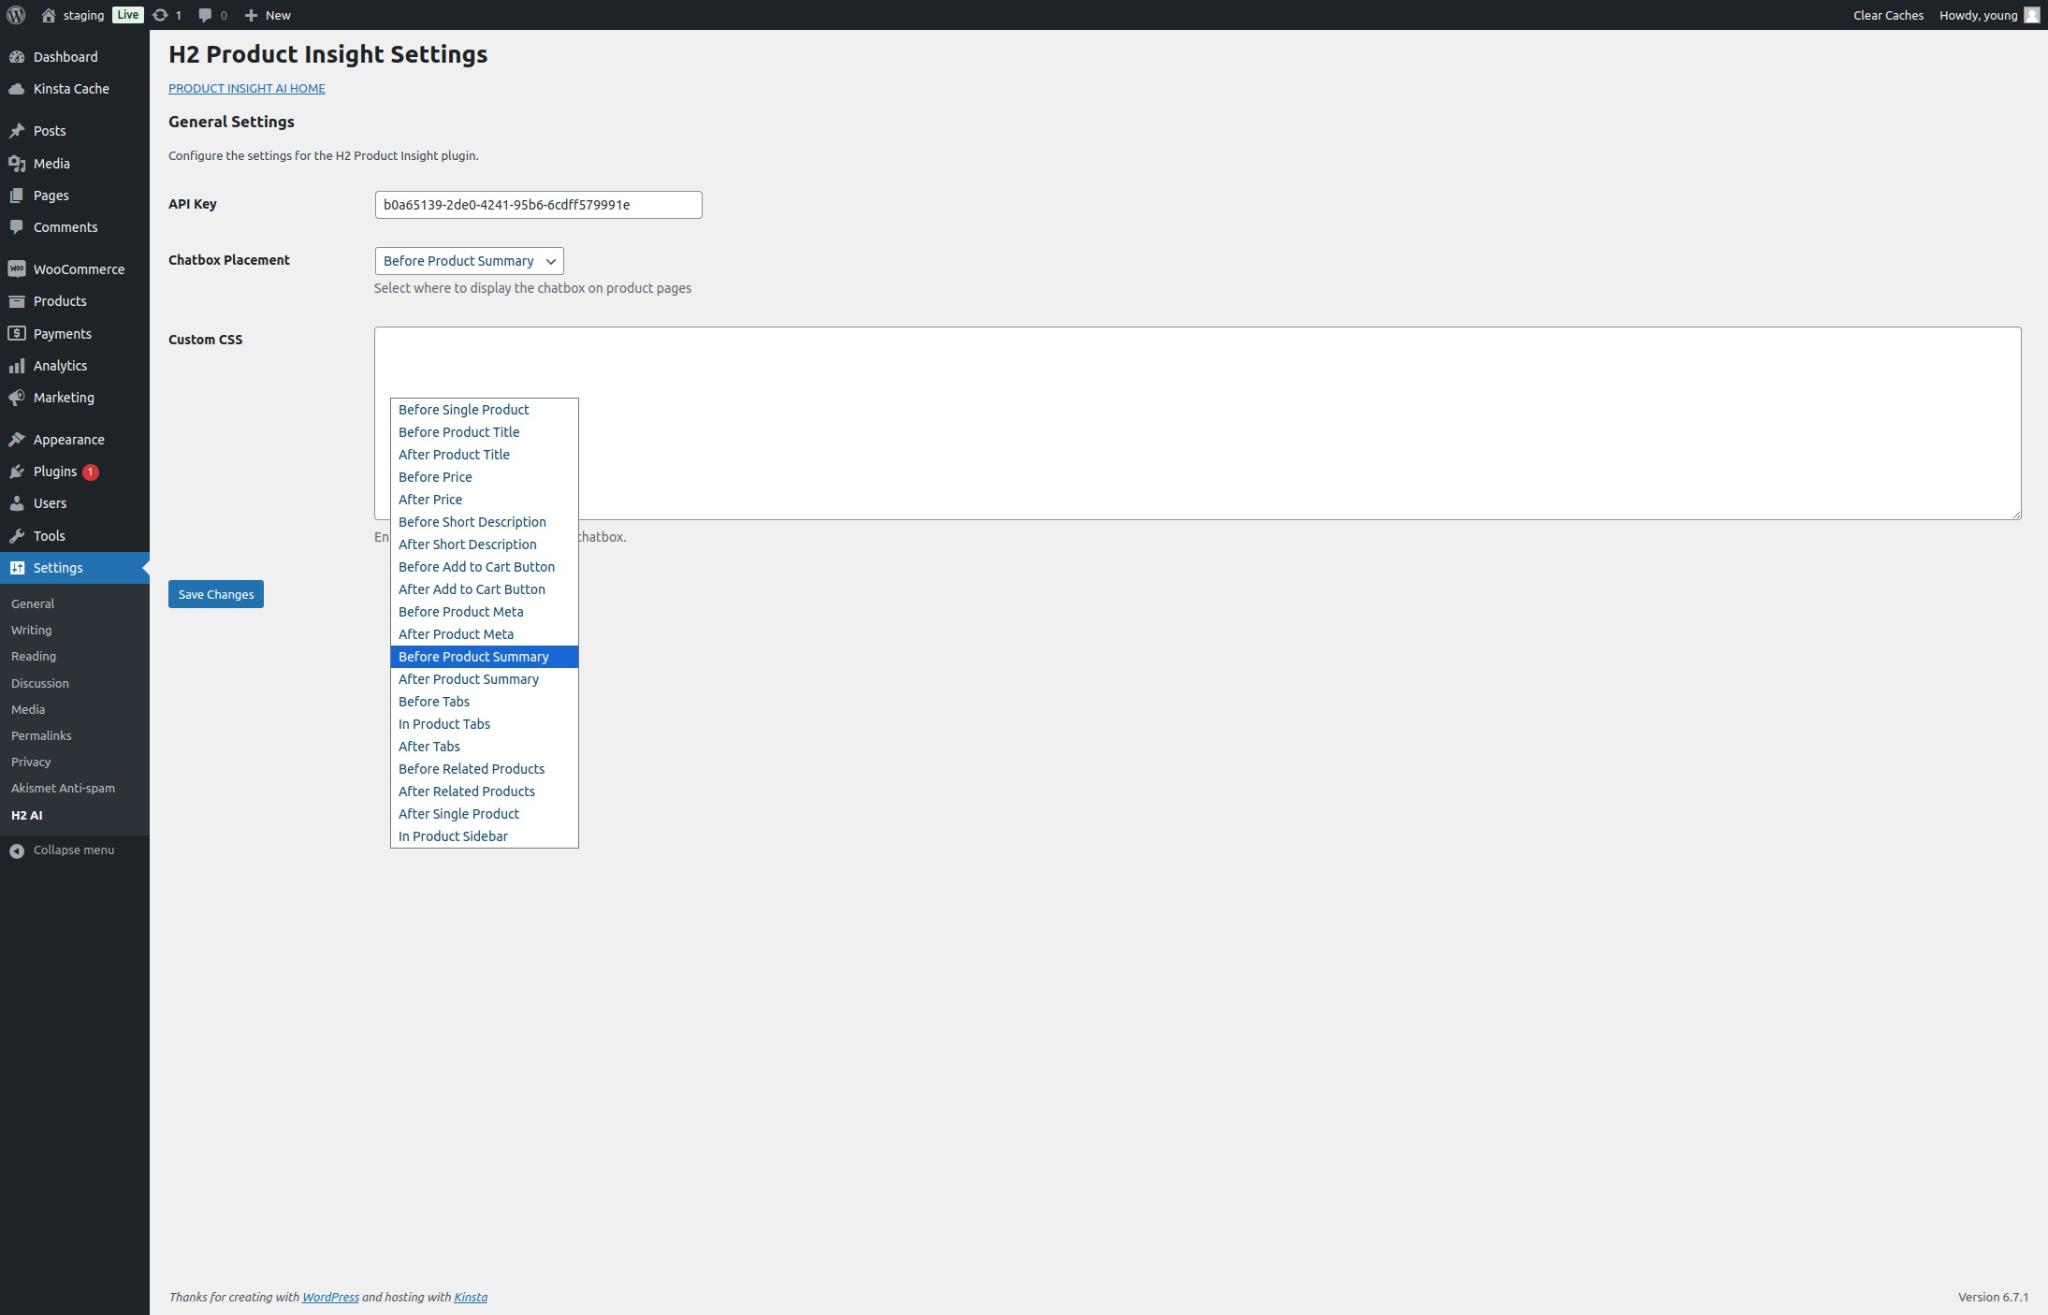 staging Live 1 0 New Clear Caches Howdy, young
Dashboard
Kinsta Cache
Posts
Media
Pages
Comments
WooCommerce
Products
Payments
Analytics
Marketing
Appearance
Plugins 1
Users
Tools
Settings
General
Writing
Reading
Discussion
Media
Permalinks
Privacy
Akismet Anti-spam
H2 AI
Collapse menu
H2 Product Insight Settings
PRODUCT INSIGHT AI HOME
General Settings
Configure the settings for the H2 Product Insight plugin.
API Key b0a65139-2de0-4241-95b6-6cdff579991e
Chatbox Placement Before Product Summary
Select where to display the chatbox on product pages
Custom CSS
Before Single Product
Before Product Title
After Product Title
Before Price
After Price
Before Short Description
After Short Description
Before Add to Cart Button
After Add to Cart Button
Before Product Meta
After Product Meta
Before Product Summary
After Product Summary
Before Tabs
In Product Tabs
After Tabs
Before Related Products
After Related Products
After Single Product
In Product Sidebar
Save Changes
Thanks for creating with WordPress and hosting with Kinsta Version 6.7.1